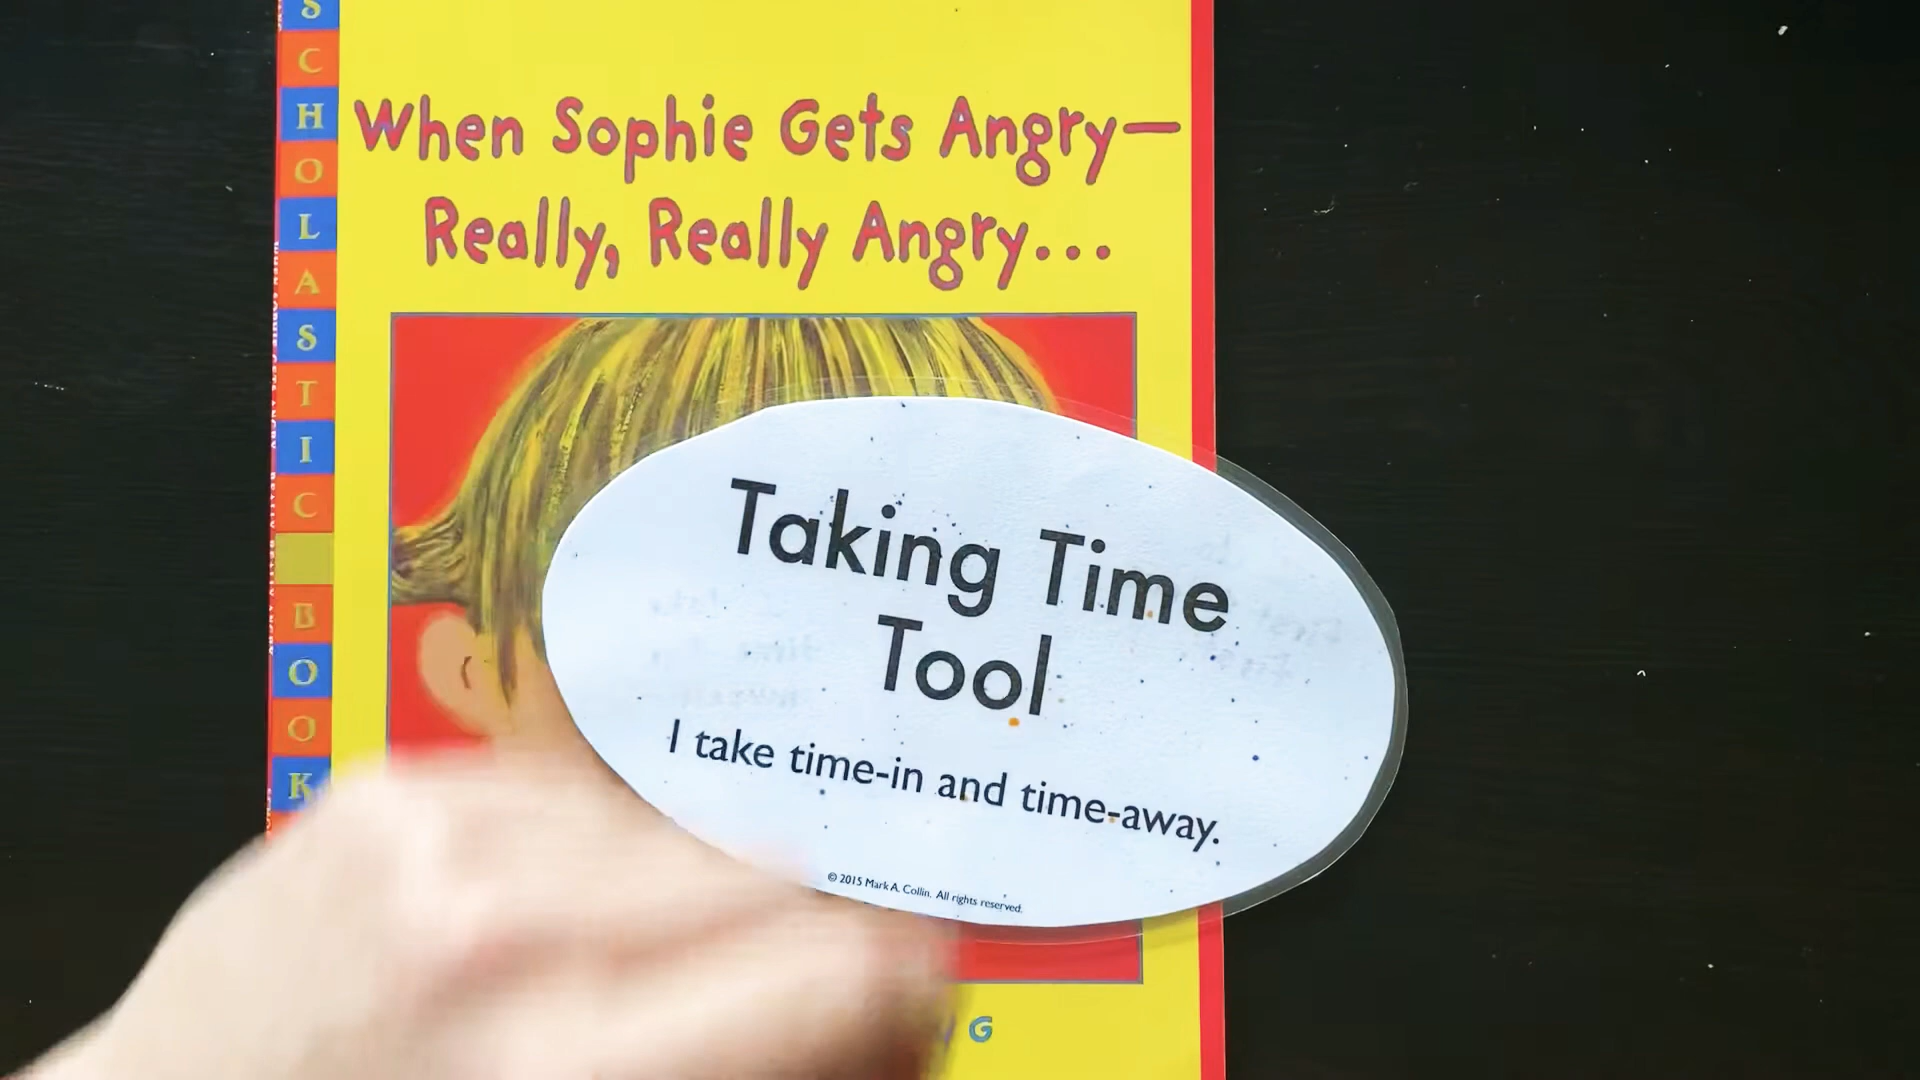 SCHOLASTIC BOOK
When Sophie Gets Angry—
Really, Really Angry...
Taking Time
Tool
I take time-in and time-away.
© 2015 Mark A. Collin. All rights reserved.
G